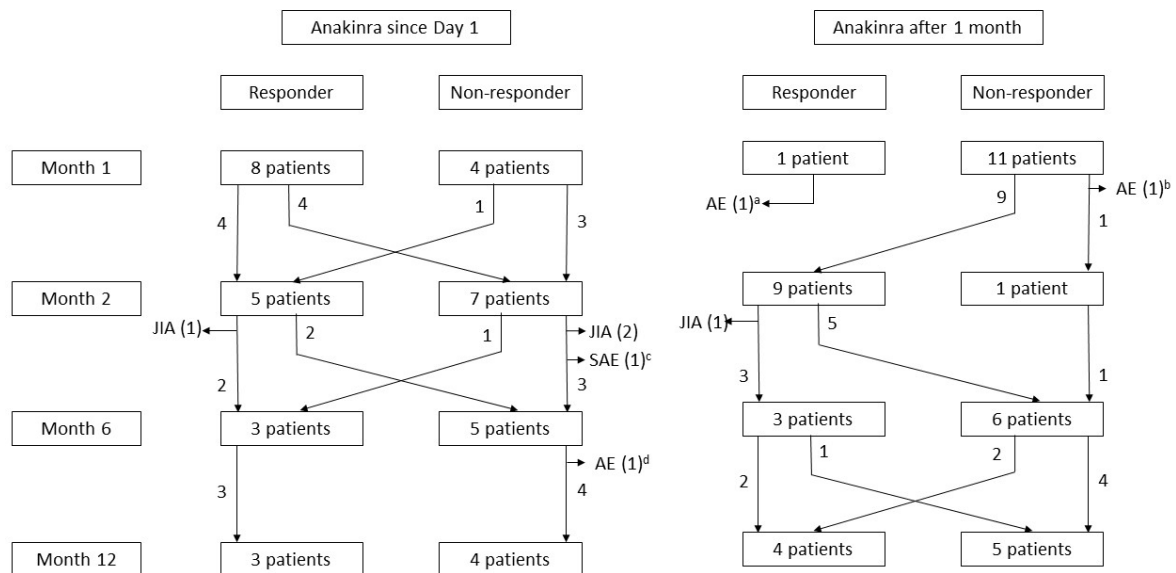 Anakinra since Day 1 Anakinra after 1 month
Responder Non-responder Responder Non-responder
Month 1 8 patients 4 patients 1 patient 11 patients
4 4 1 3 AE (1)ᵃ 9 AE (1)ᵇ 1
Month 2 5 patients 7 patients 9 patients 1 patient
JIA (1) 2 1 JIA (2) JIA (1) 5
SAE (1)ᶜ
2 3 3 1
Month 6 3 patients 5 patients 3 patients 6 patients
AE (1)ᵈ 1 2
3 4 2 4
Month 12 3 patients 4 patients 4 patients 5 patients